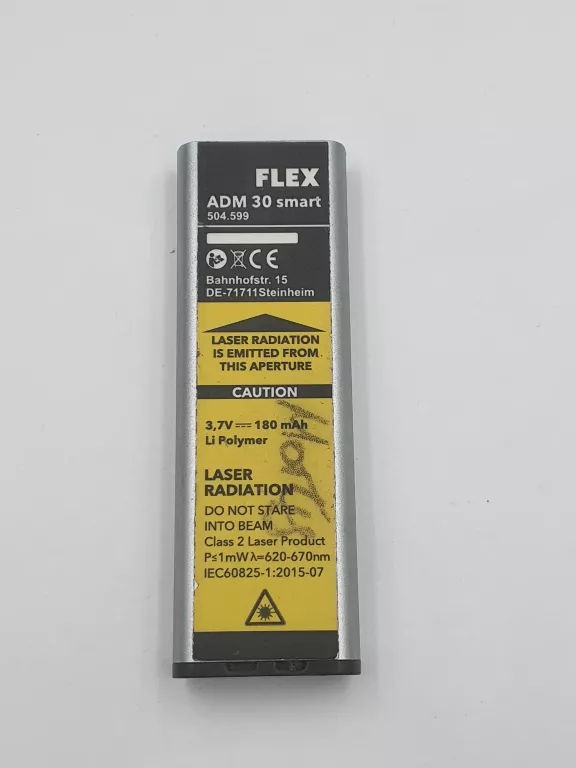 FLEX
ADM 30 smart
504.599
CE
Bahnhofstr. 15
DE-71711Steinheim
LASER RADIATION
IS EMITTED FROM
THIS APERTURE
CAUTION
3,7V⎓180 mAh
Li Polymer
LASER
RADIATION
DO NOT STARE
INTO BEAM
Class 2 Laser Product
P≤1mW λ=620-670nm
IEC60825-1:2015-07